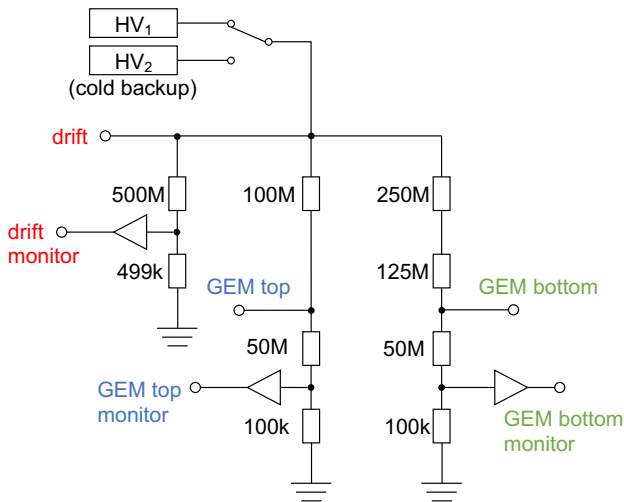 HV₁
HV₂
(cold backup)
drift
500M
100M
250M
drift
monitor
499k
125M
GEM top
GEM bottom
50M
50M
GEM top
monitor
100k
100k
GEM bottom
monitor